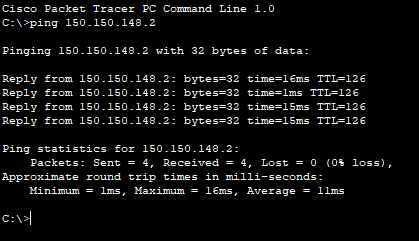 Cisco Packet Tracer PC Command Line 1.0
C:\>ping 150.150.148.2
Pinging 150.150.148.2 with 32 bytes of data:
Reply from 150.150.148.2: bytes=32 time=16ms TTL=126
Reply from 150.150.148.2: bytes=32 time=1ms TTL=126
Reply from 150.150.148.2: bytes=32 time=15ms TTL=126
Reply from 150.150.148.2: bytes=32 time=15ms TTL=126
Ping statistics for 150.150.148.2:
Packets: Sent = 4, Received = 4, Lost = 0 (0% loss),
Approximate round trip times in milli-seconds:
Minimum = 1ms, Maximum = 16ms, Average = 11ms
C:\>